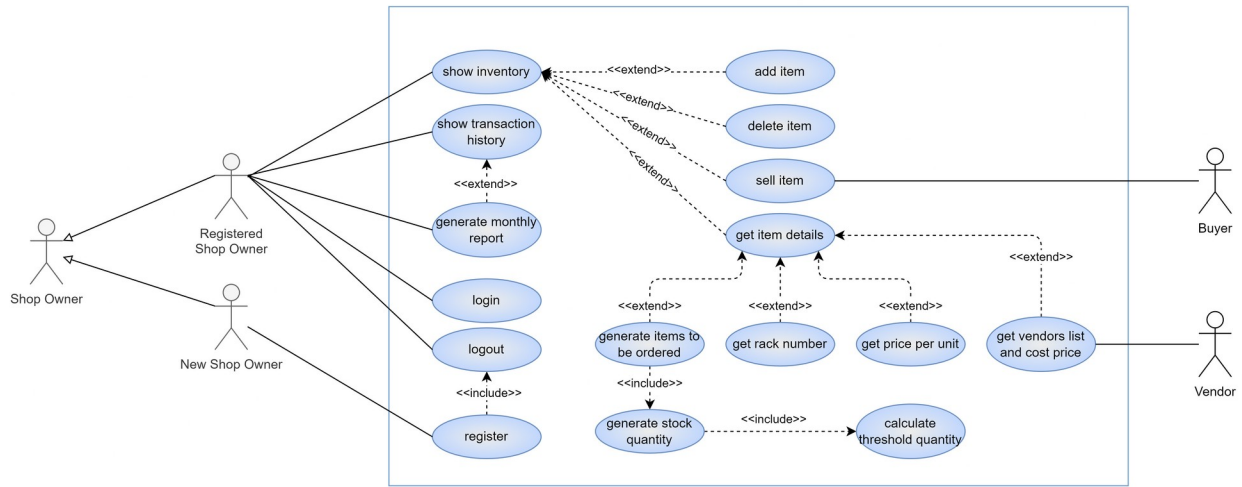 show inventory
<<extend>>
add item
<<extend>>
delete item
show transaction
history
<<extend>>
<<extend>>
sell item
<<extend>>
<<extend>>
Registered
Shop Owner
generate monthly
report
get item details
Buyer
<<extend>>
Shop Owner
login
<<extend>>
<<extend>>
<<extend>>
New Shop Owner
logout
generate items to
be ordered
get rack number
get price per unit
get vendors list
and cost price
Vendor
<<include>>
<<include>>
register
generate stock
quantity
<<include>>
calculate
threshold quantity